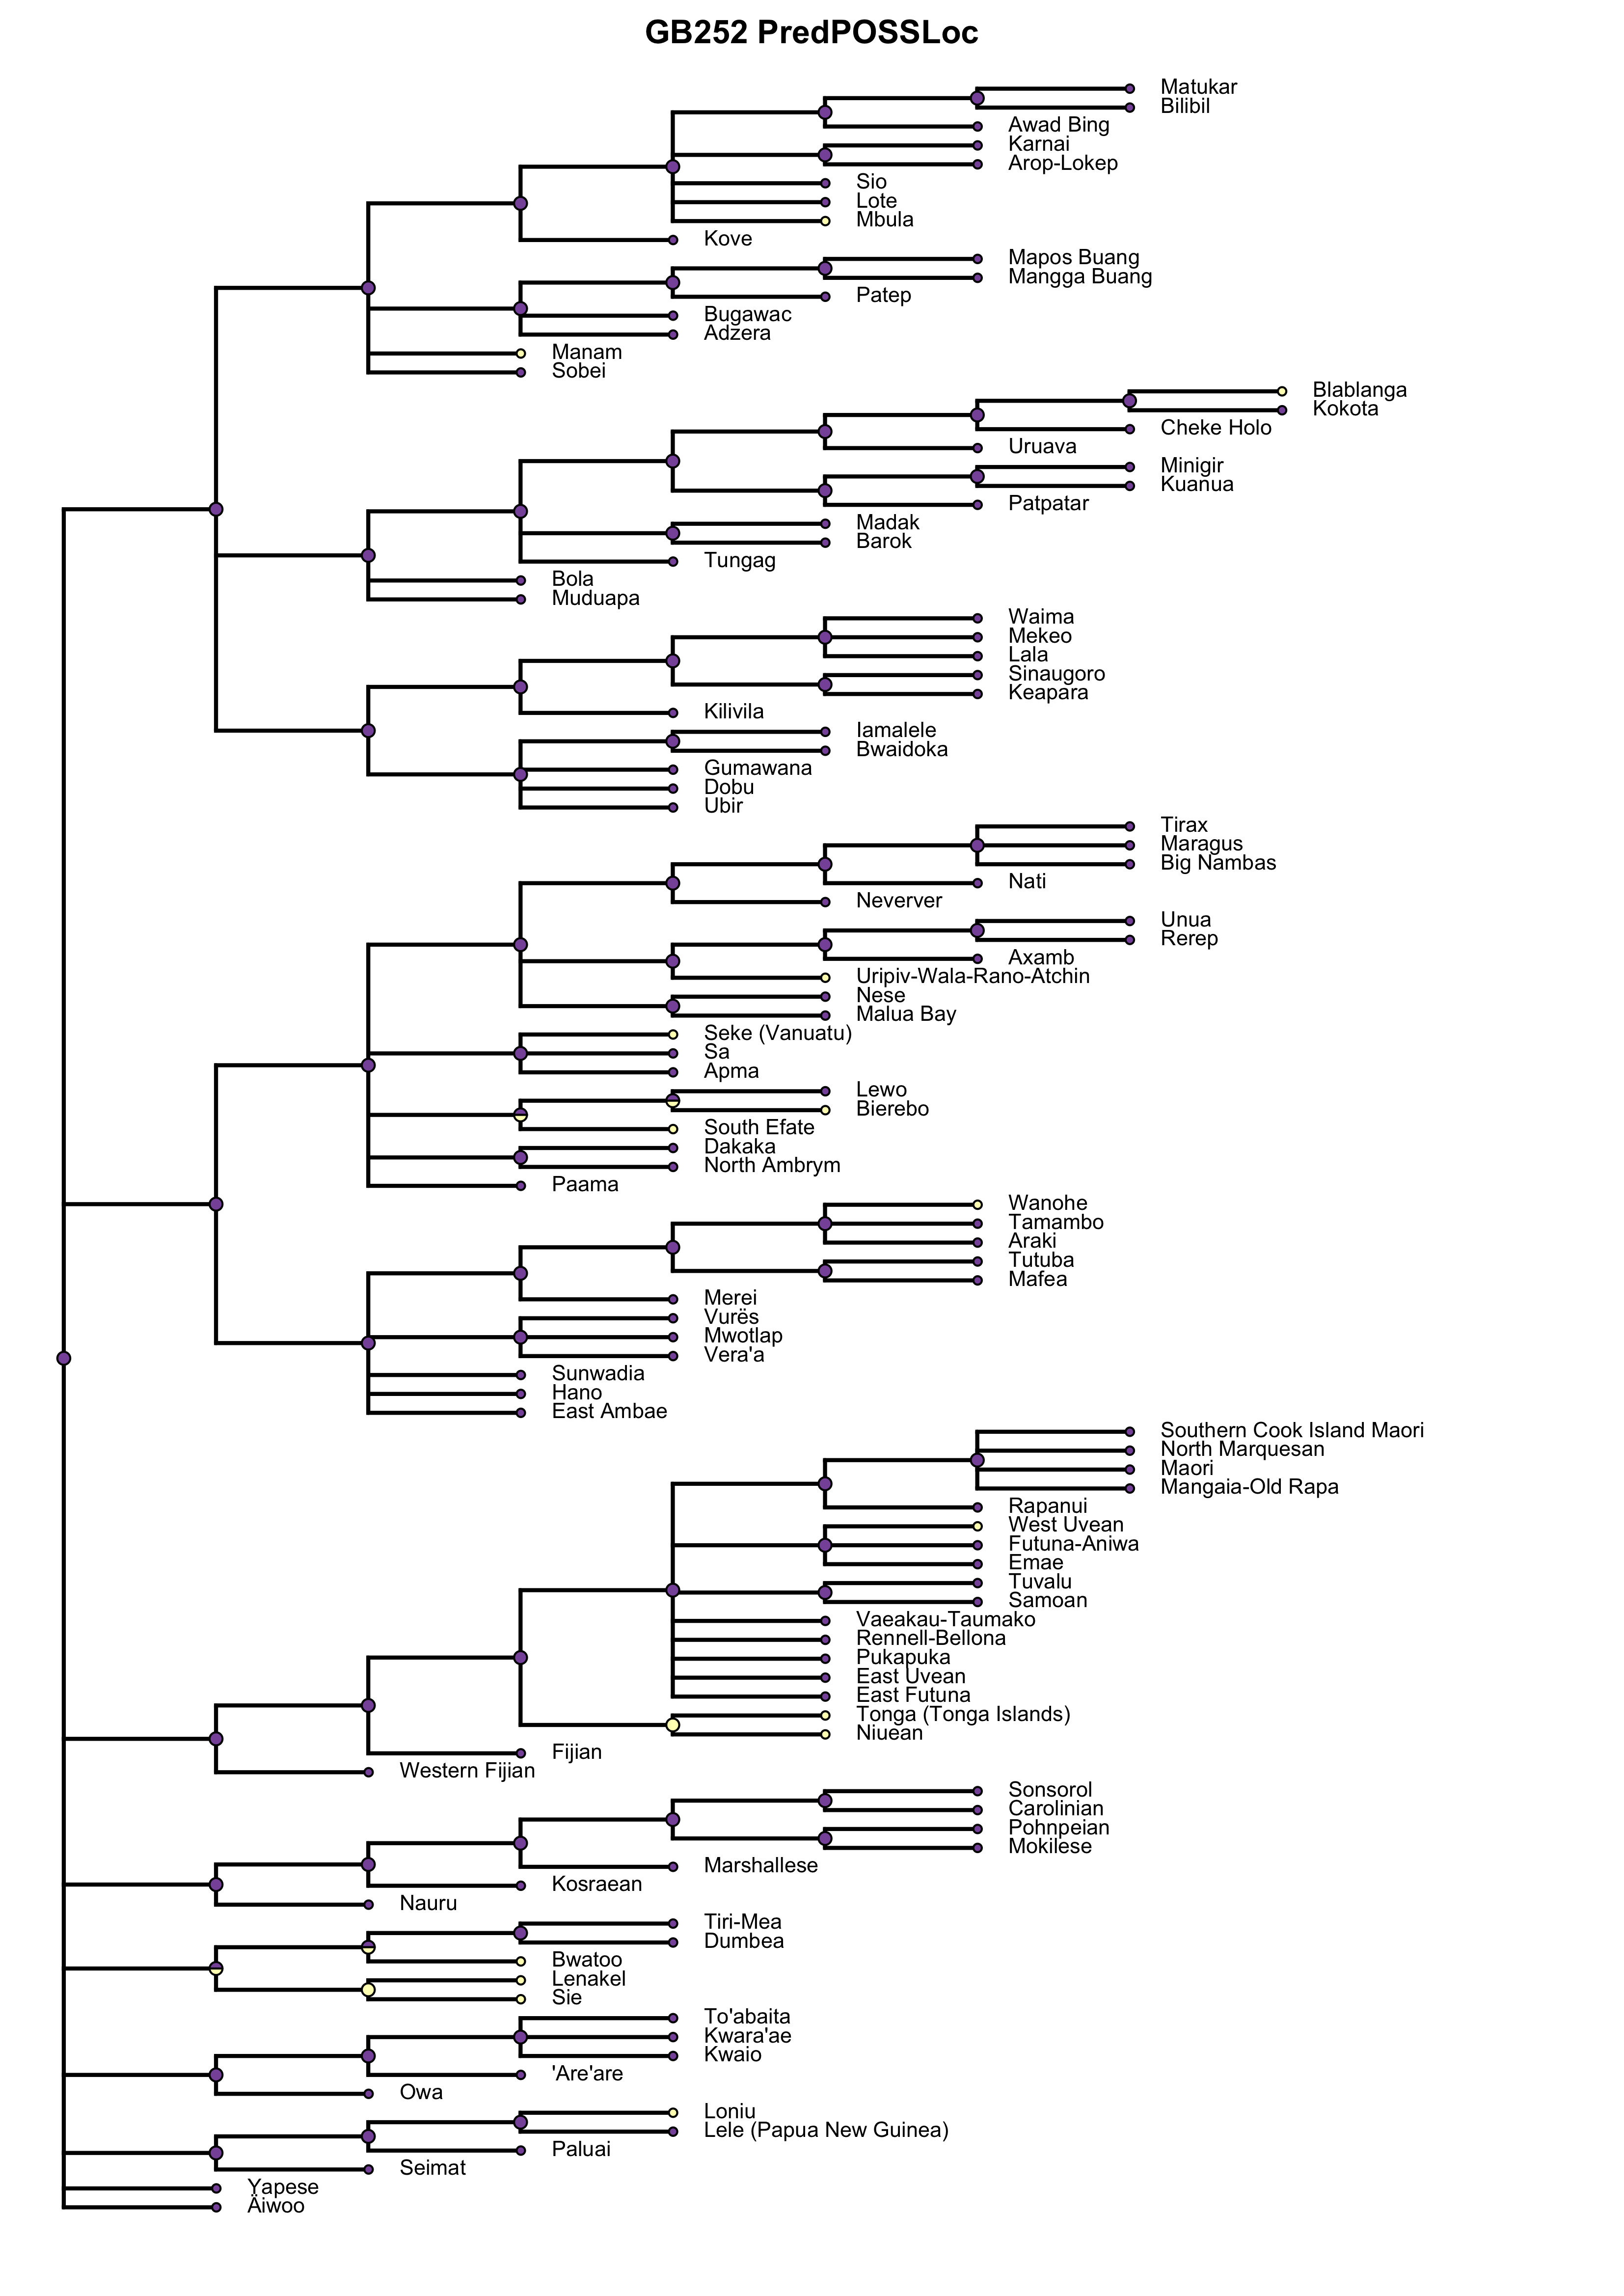 GB252 PredPOSSLoc
Matukar
Bilibil
Awad Bing
Karnai
Arop-Lokep
Sio
Lote
Mbula
Kove
Mapos Buang
Mangga Buang
Patep
Bugawac
Adzera
Manam
Sobei
Blablanga
Kokota
Cheke Holo
Uruava
Minigir
Kuanua
Patpatar
Madak
Barok
Tungag
Bola
Muduapa
Waima
Mekeo
Lala
Sinaugoro
Keapara
Kilivila
Iamalele
Bwaidoka
Gumawana
Dobu
Ubir
Tirax
Maragus
Big Nambas
Nati
Neverver
Unua
Rerep
Axamb
Uripiv-Wala-Rano-Atchin
Nese
Malua Bay
Seke (Vanuatu)
Sa
Apma
Lewo
Bierebo
South Efate
Dakaka
North Ambrym
Paama
Wanohe
Tamambo
Araki
Tutuba
Mafea
Merei
Vurës
Mwotlap
Vera'a
Sunwadia
Hano
East Ambae
Southern Cook Island Maori
North Marquesan
Maori
Mangaia-Old Rapa
Rapanui
West Uvean
Futuna-Aniwa
Emae
Tuvalu
Samoan
Vaeakau-Taumako
Rennell-Bellona
Pukapuka
East Uvean
East Futuna
Tonga (Tonga Islands)
Niuean
Fijian
Western Fijian
Sonsorol
Carolinian
Pohnpeian
Mokilese
Marshallese
Kosraean
Nauru
Tiri-Mea
Dumbea
Bwatoo
Lenakel
Sie
To'abaita
Kwara'ae
Kwaio
'Are'are
Owa
Loniu
Lele (Papua New Guinea)
Paluai
Seimat
Yapese
Äiwoo